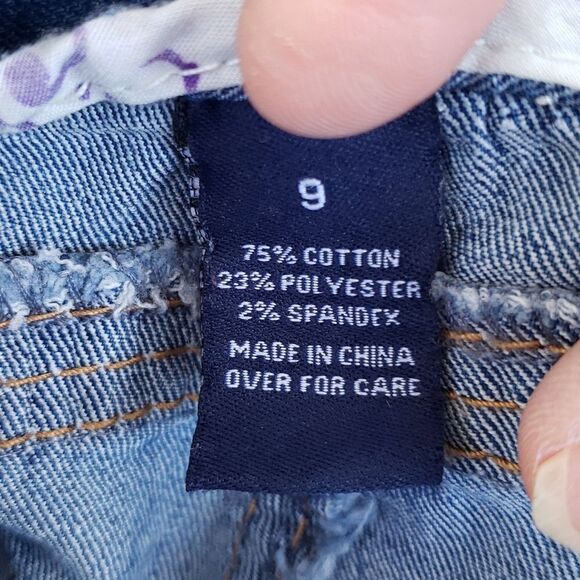 9
75% COTTON
23% POLYESTER
2% SPANDEX
MADE IN CHINA
OVER FOR CARE